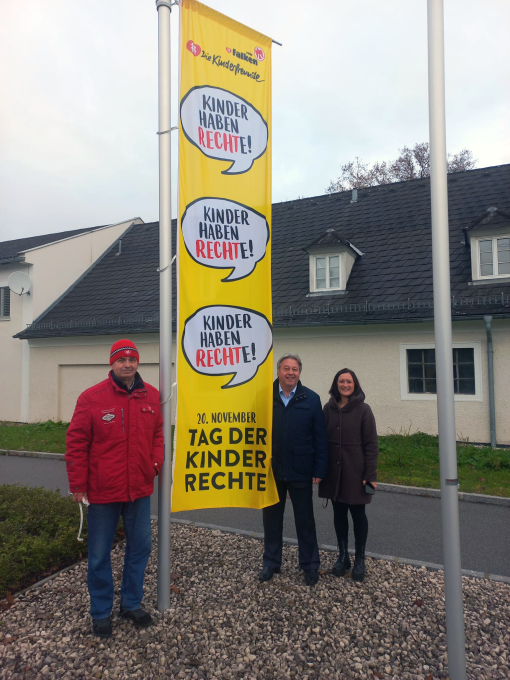 falken
Die Kinderfreunde
KINDER
HABEN
RECHTE!
KINDER
HABEN
RECHTE!
KINDER
HABEN
RECHTE!
20. NOVEMBER
TAG DER
KINDER
RECHTE